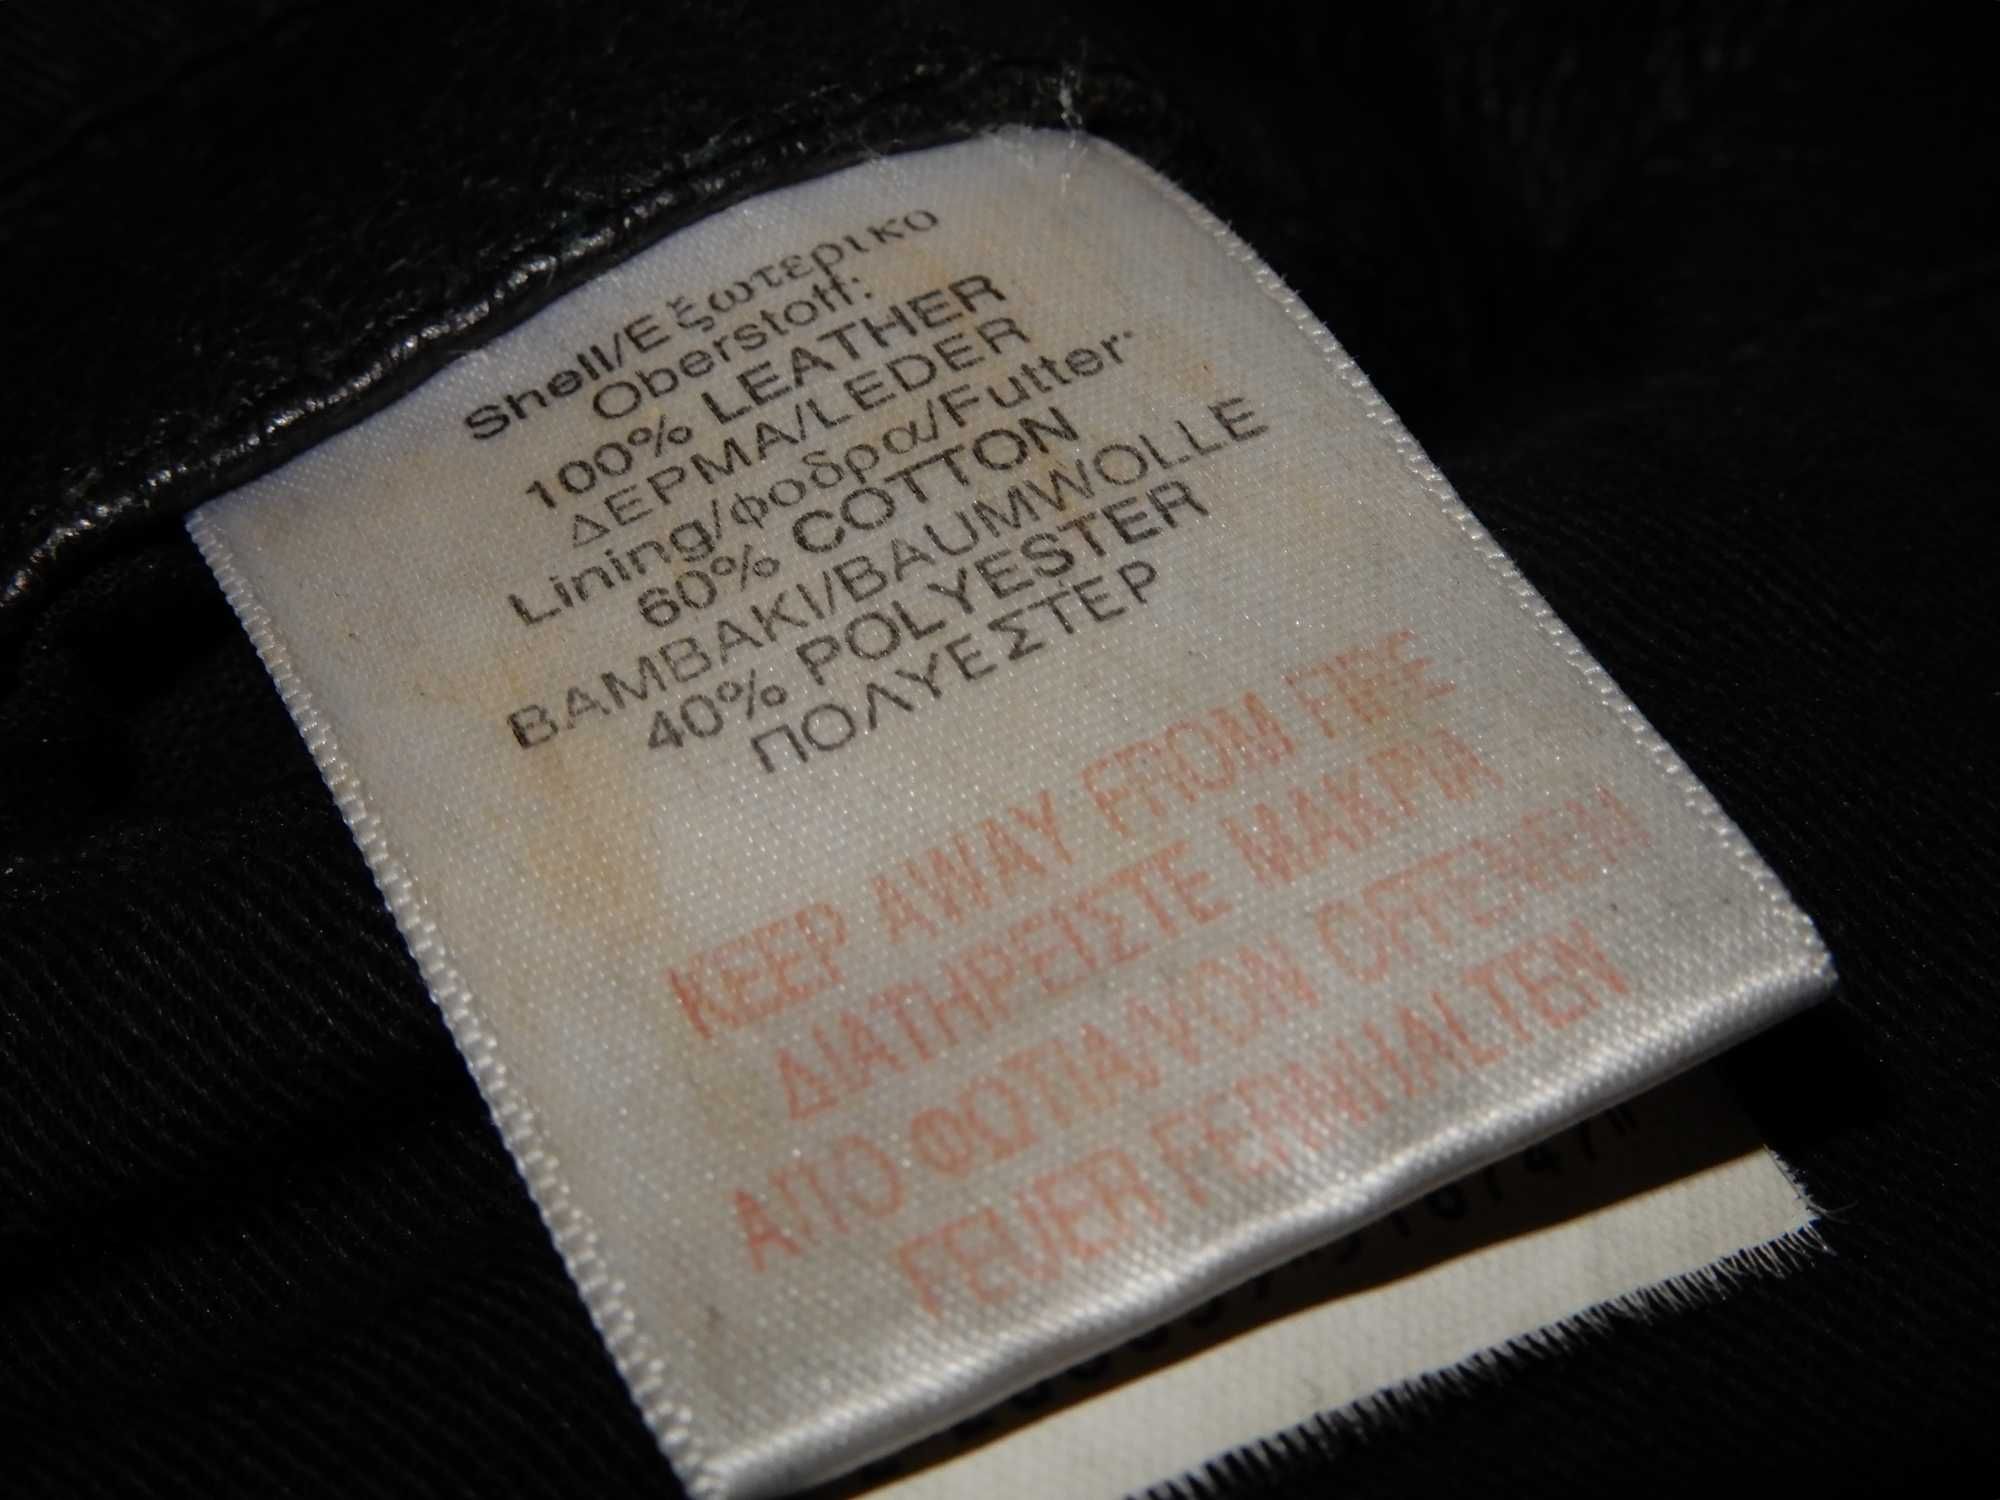 Shell/Εξωτερικο
Oberstoff:
100% LEATHER
ΔΕΡΜΑ/LEDER
Lining/φοδρα/Futter:
60% COTTON
ΒΑΜΒΑΚΙ/BAUMWOLLE
40% POLYESTER
ΠΟΛΥΕΣΤΕΡ
KEEP AWAY FROM FIRE
ΔΙΑΤΗΡΕΙΣΤΕ ΜΑΚΡΙΑ
ΑΠΟ ΦΩΤΙΑ/VON OFFENEM
FEUER FERNHALTEN